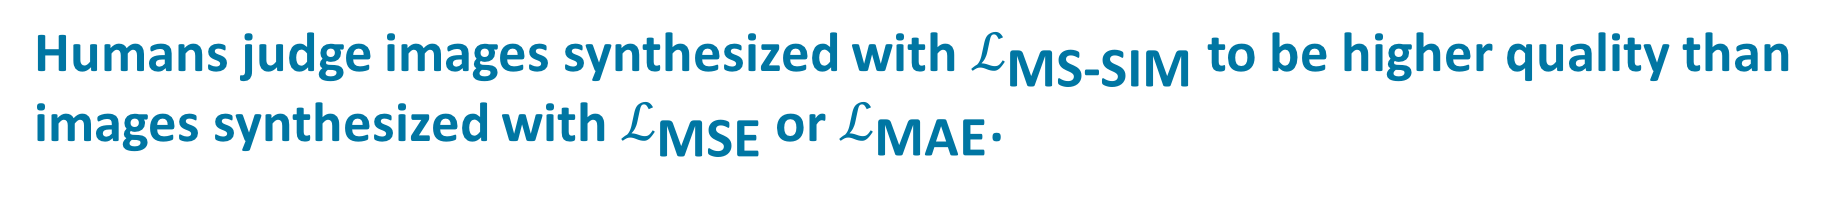 Humans judge images synthesized with ℒMS-SIM to be higher quality than
images synthesized with ℒMSE or ℒMAE.